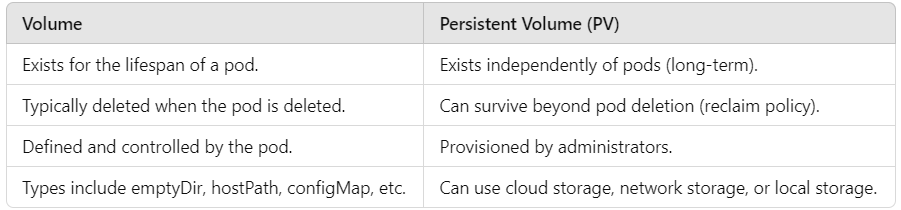 Volume Persistent Volume (PV)
Exists for the lifespan of a pod. Exists independently of pods (long-term).
Typically deleted when the pod is deleted. Can survive beyond pod deletion (reclaim policy).
Defined and controlled by the pod. Provisioned by administrators.
Types include emptyDir, hostPath, configMap, etc. Can use cloud storage, network storage, or local storage.